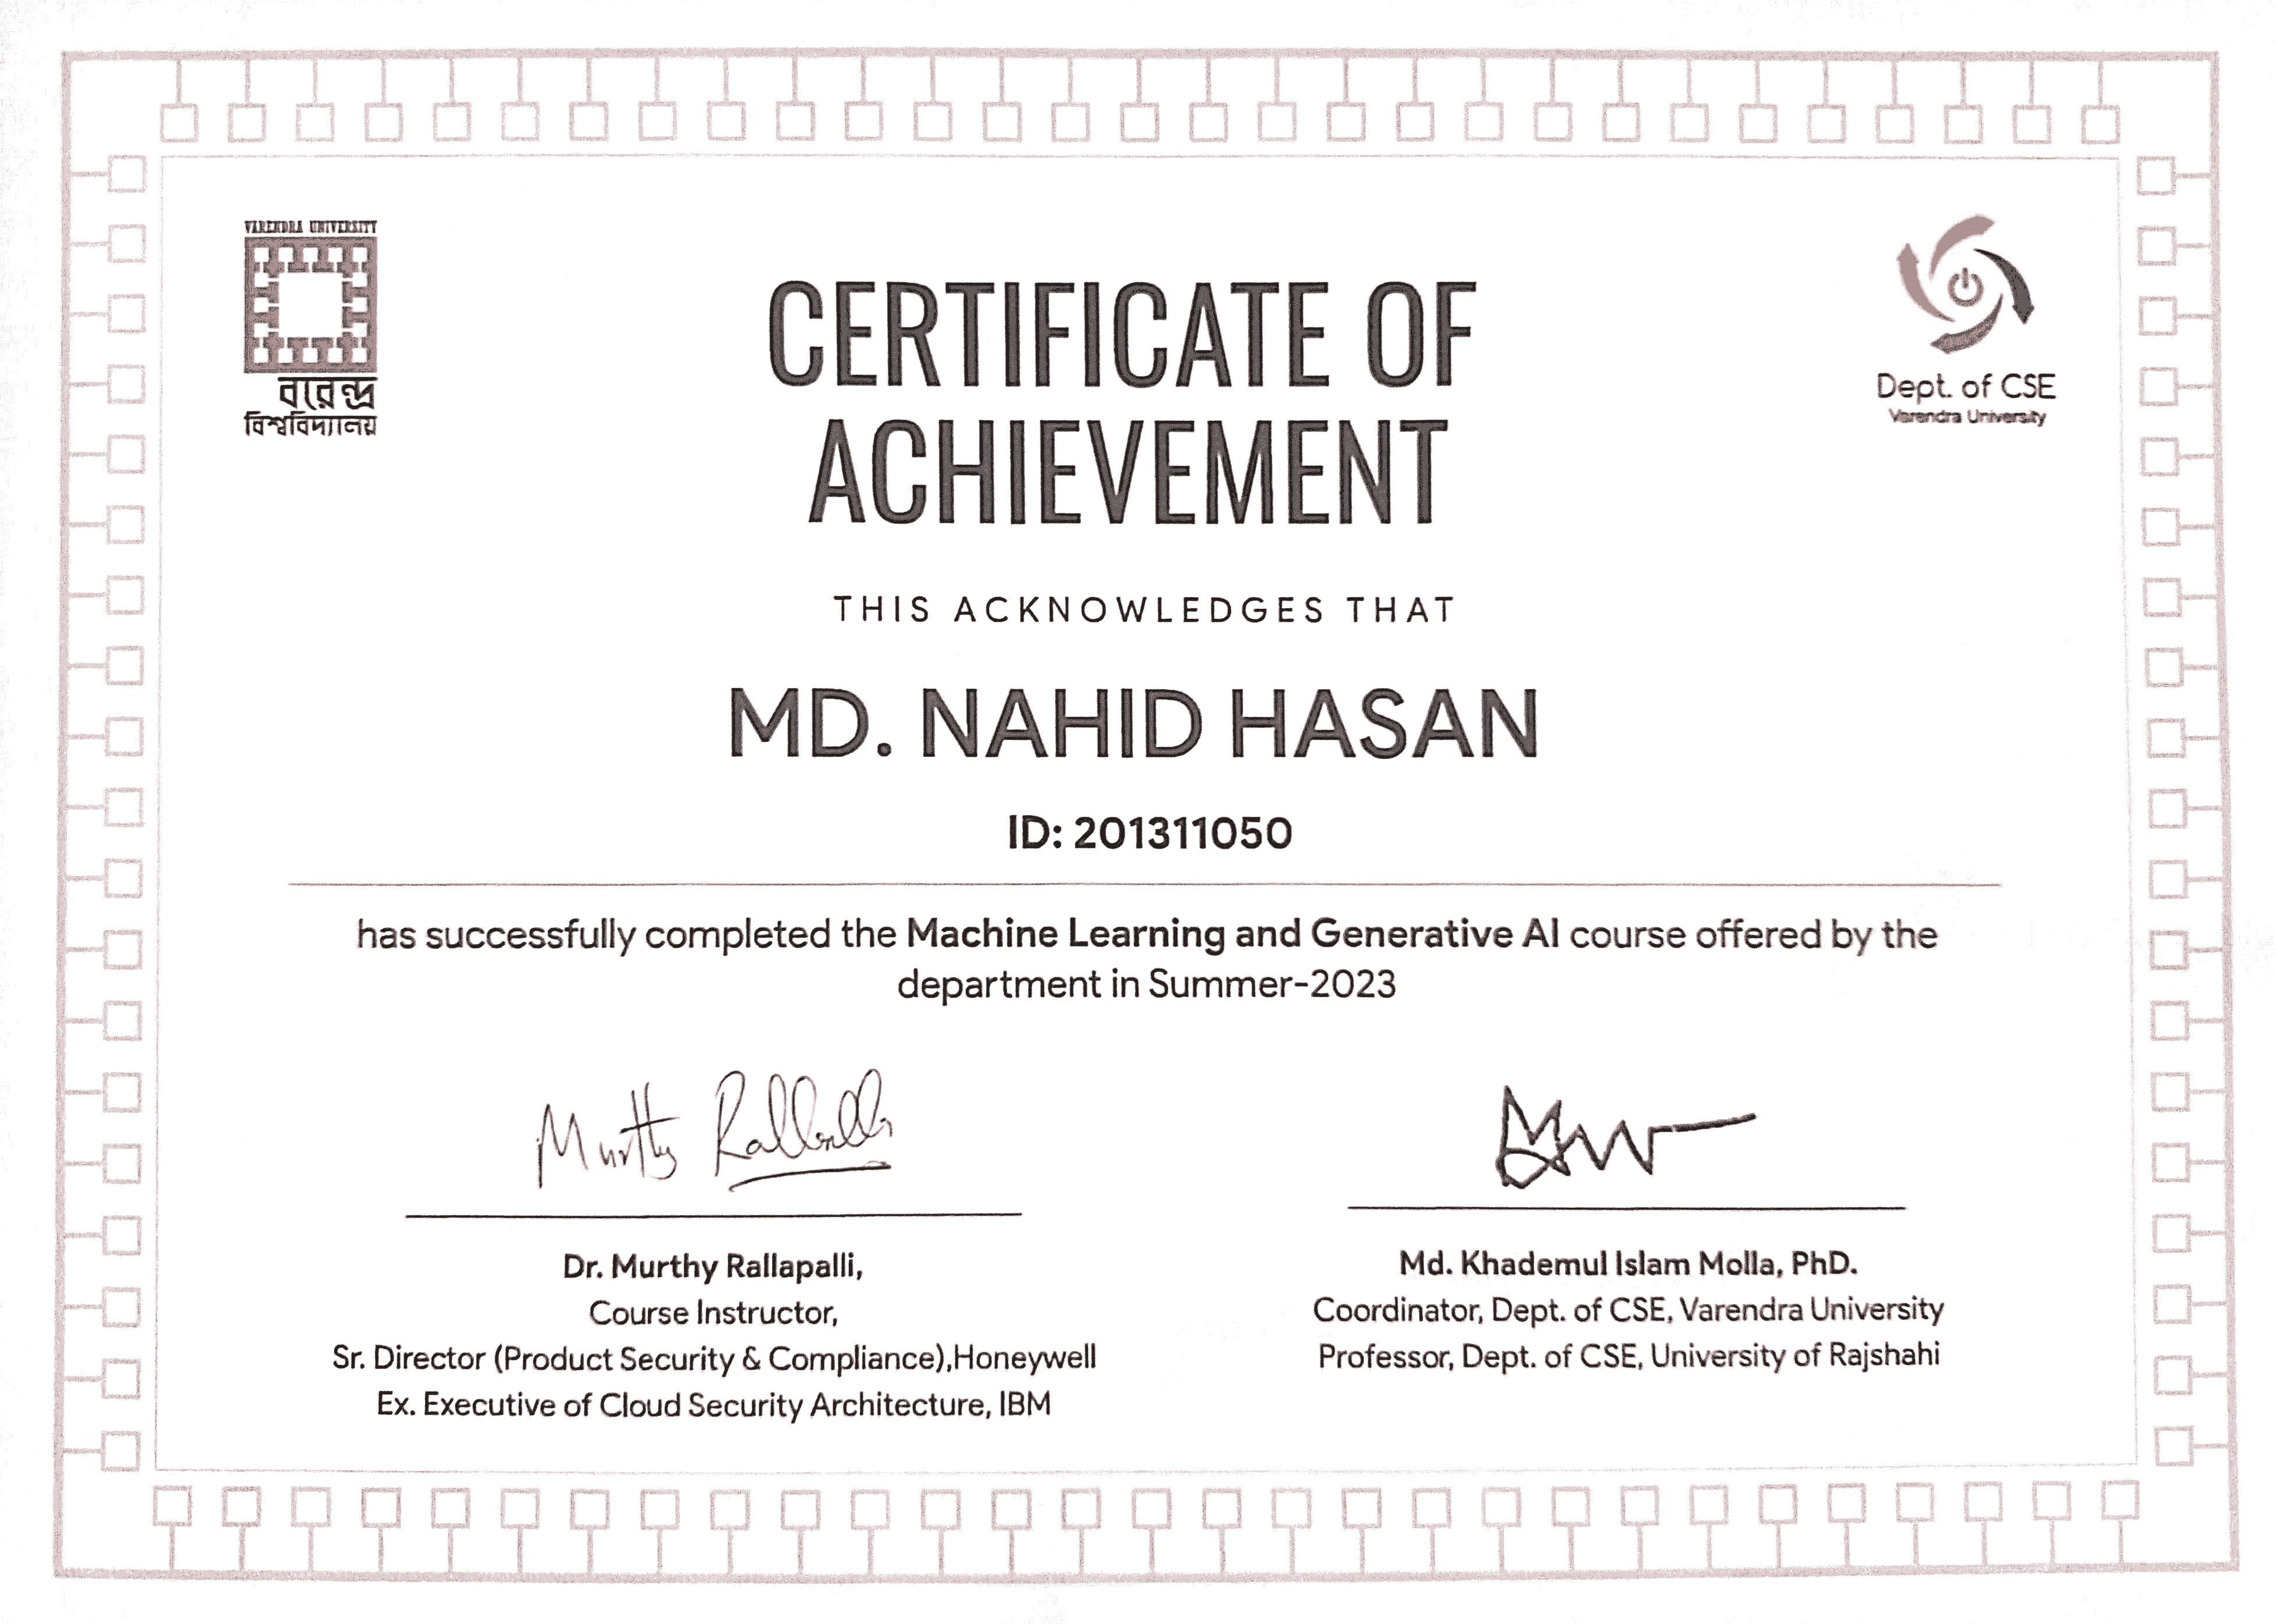 VARENDRA UNIVERSITY
বরেন্দ্র
বিশ্ববিদ্যালয়
Dept. of CSE
Varendra University
CERTIFICATE OF
ACHIEVEMENT
THIS ACKNOWLEDGES THAT
MD. NAHID HASAN
ID: 201311050
has successfully completed the Machine Learning and Generative AI course offered by the
department in Summer-2023
Murthy Rallapalli
Dr. Murthy Rallapalli,
Course Instructor,
Sr. Director (Product Security & Compliance),Honeywell
Ex. Executive of Cloud Security Architecture, IBM
Md. Khademul Islam Molla, PhD.
Coordinator, Dept. of CSE, Varendra University
Professor, Dept. of CSE, University of Rajshahi